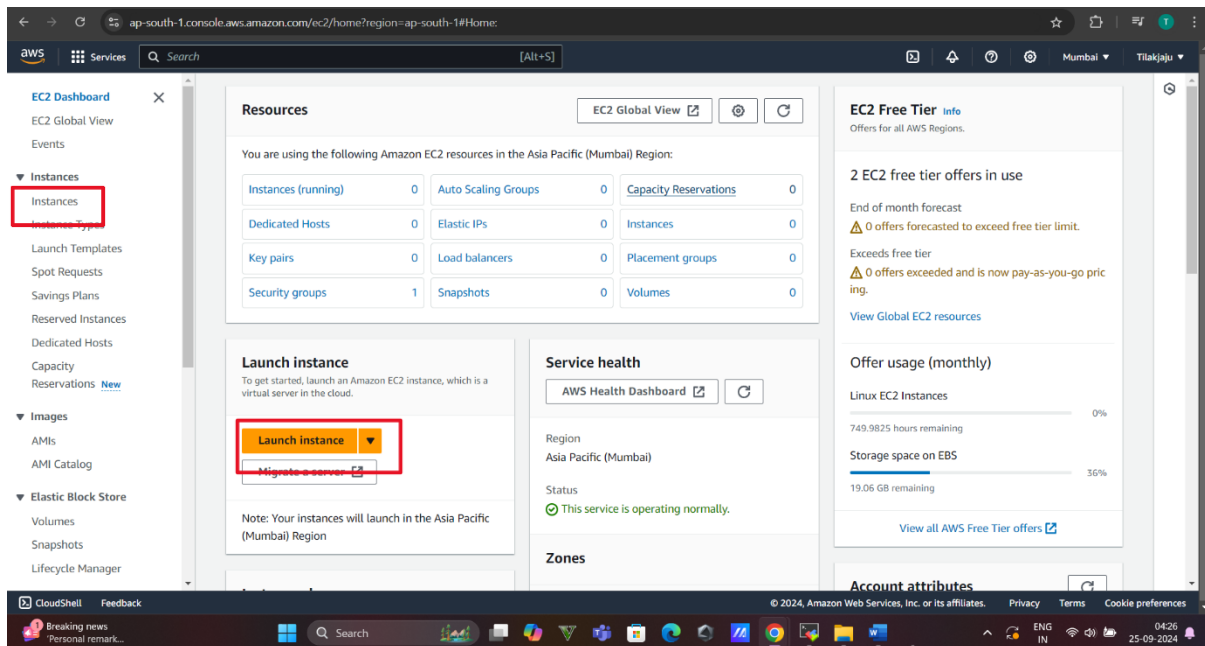 ap-south-1.console.aws.amazon.com/ec2/home?region=ap-south-1#Home:
T
aws
Services
Search
[Alt+S]
Mumbai
Tilakjaju
EC2 Dashboard
EC2 Global View
Events
Instances
Instances
Instance Types
Launch Templates
Spot Requests
Savings Plans
Reserved Instances
Dedicated Hosts
Capacity
Reservations New
Images
AMIs
AMI Catalog
Elastic Block Store
Volumes
Snapshots
Lifecycle Manager
Resources
EC2 Global View
You are using the following Amazon EC2 resources in the Asia Pacific (Mumbai) Region:
Instances (running) 0 Auto Scaling Groups 0 Capacity Reservations 0
Dedicated Hosts 0 Elastic IPs 0 Instances 0
Key pairs 0 Load balancers 0 Placement groups 0
Security groups 1 Snapshots 0 Volumes 0
Launch instance
To get started, launch an Amazon EC2 instance, which is a
virtual server in the cloud.
Launch instance
Migrate a server
Note: Your instances will launch in the Asia Pacific
(Mumbai) Region
Service health
AWS Health Dashboard
Region
Asia Pacific (Mumbai)
Status
This service is operating normally.
Zones
EC2 Free Tier Info
Offers for all AWS Regions.
2 EC2 free tier offers in use
End of month forecast
0 offers forecasted to exceed free tier limit.
Exceeds free tier
0 offers exceeded and is now pay-as-you-go pric
ing.
View Global EC2 resources
Offer usage (monthly)
Linux EC2 Instances
0%
749.9825 hours remaining
Storage space on EBS
36%
19.06 GB remaining
View all AWS Free Tier offers
Account attributes
CloudShell
Feedback
© 2024, Amazon Web Services, Inc. or its affiliates.
Privacy
Terms
Cookie preferences
1
Breaking news
'Personal remark...
Search
ENG
IN
04:26
25-09-2024